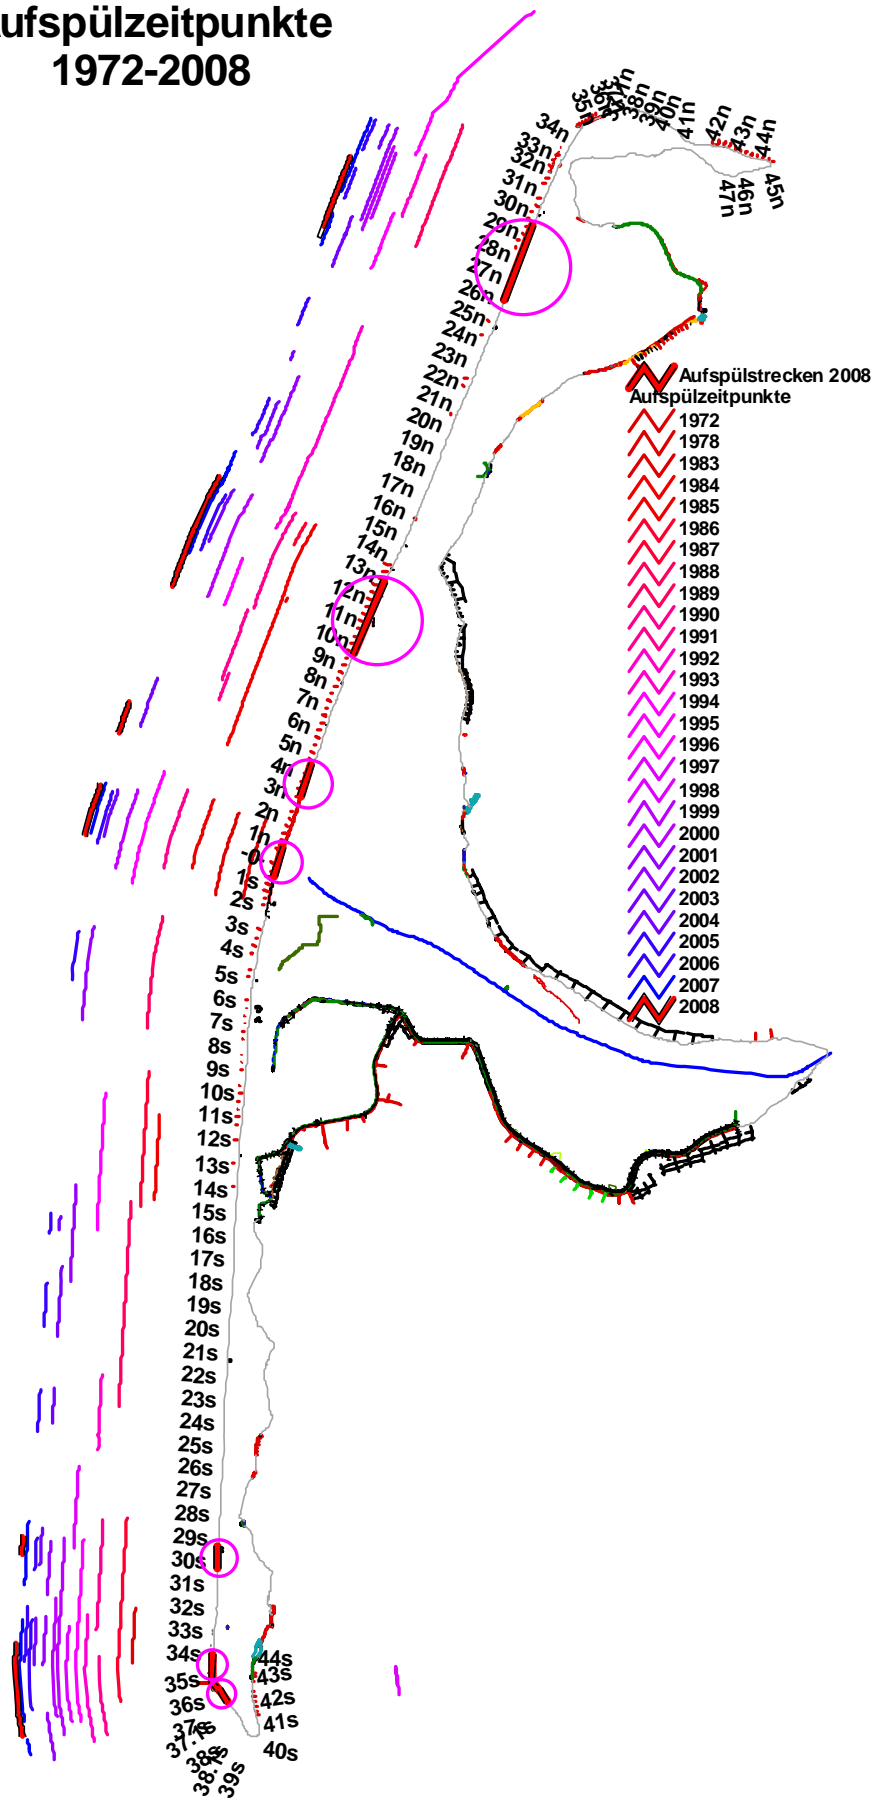 ufspülzeitpunkte
1972-2008
35n
38n
39n
40n
41n
42n
43n
44n
45n
46n
47n
34n
33n
32n
31n
30n
29n
28n
27n
26n
25n
24n
23n
22n
21n
20n
19n
18n
17n
16n
15n
14n
13n
12n
11n
10n
9n
8n
7n
6n
5n
4n
3n
2n
1n
-0
1s
2s
3s
4s
5s
6s
7s
8s
9s
10s
11s
12s
13s
14s
15s
16s
17s
18s
19s
20s
21s
22s
23s
24s
25s
26s
27s
28s
29s
30s
31s
32s
33s
34s
35s
36s
37s
37.1s
38s
38.1s
39s
40s
41s
42s
43s
44s
Aufspülstrecken 2008
Aufspülzeitpunkte
1972
1978
1983
1984
1985
1986
1987
1988
1989
1990
1991
1992
1993
1994
1995
1996
1997
1998
1999
2000
2001
2002
2003
2004
2005
2006
2007
2008